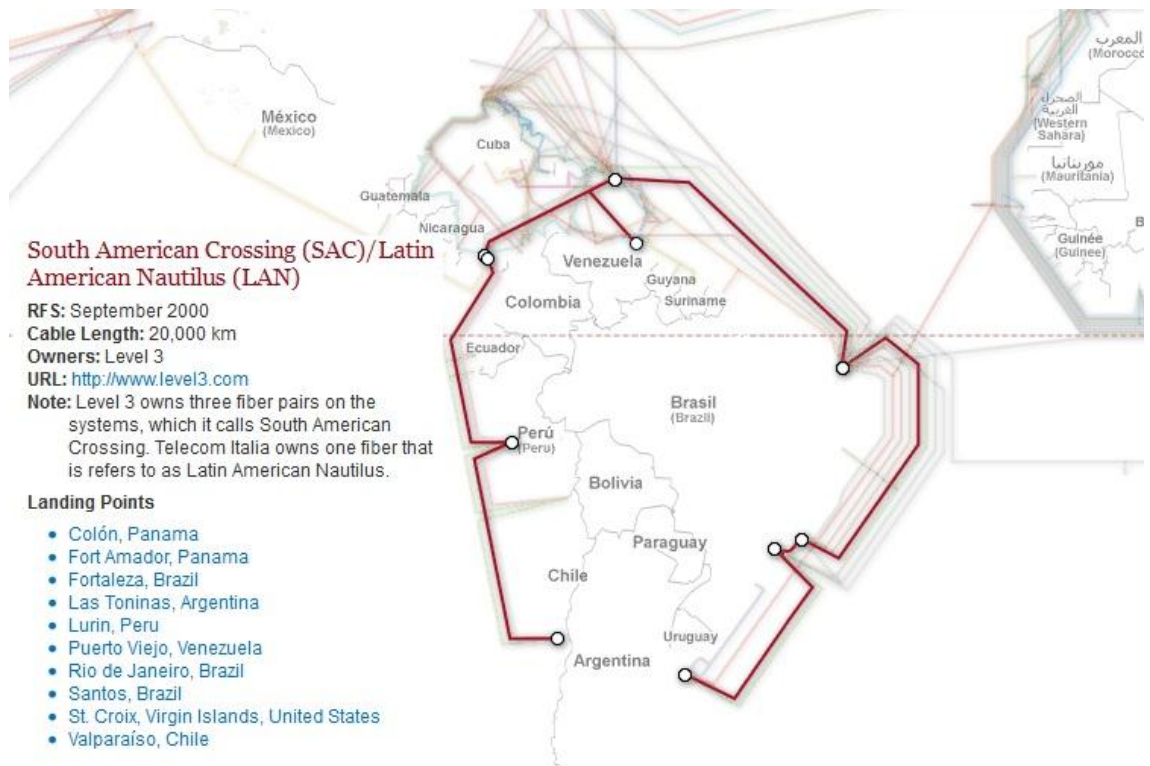 المغرب
(Morocco
México
(Mexico)
Cuba
الصحراء
الغربية
(Western
Sahara)
موريتانيا
(Mauritania)
Guatemala
Nicaragua
Guinée
(Guinee)
B
South American Crossing (SAC)/Latin
American Nautilus (LAN)
Venezuela
Guyana
Suriname
Colombia
RFS: September 2000
Cable Length: 20,000 km
Owners: Level 3
URL: http://www.level3.com
Note: Level 3 owns three fiber pairs on the
systems, which it calls South American
Crossing. Telecom Italia owns one fiber that
is refers to as Latin American Nautilus.
Ecuador
Brasil
(Brazil)
Perú
(Peru)
Bolivia
Paraguay
Chile
Uruguay
Argentina
Landing Points
• Colón, Panama
• Fort Amador, Panama
• Fortaleza, Brazil
• Las Toninas, Argentina
• Lurin, Peru
• Puerto Viejo, Venezuela
• Rio de Janeiro, Brazil
• Santos, Brazil
• St. Croix, Virgin Islands, United States
• Valparaíso, Chile